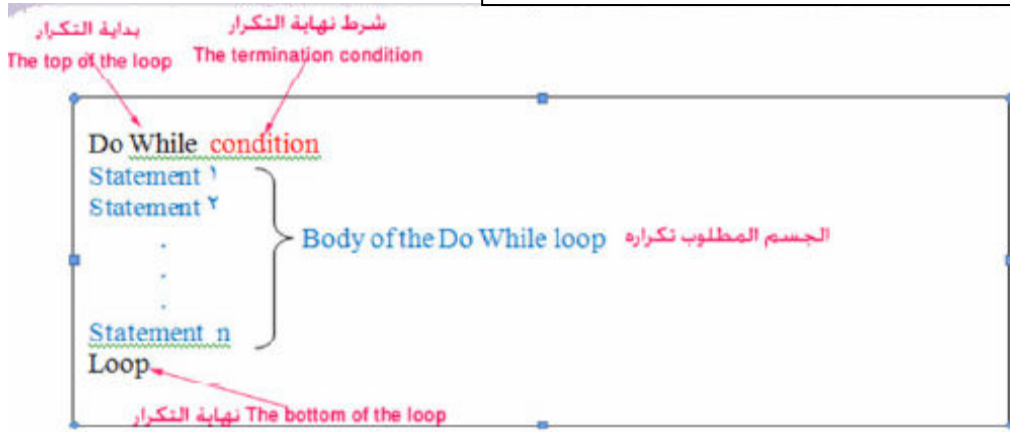 بداية التكرار
شرط نهاية التكرار
The top of the loop
The termination condition
Do While condition
Statement ١
Statement ٢
.
.
.
Body of the Do While loop الجسم المطلوب تكراره
Statement n
Loop
نهاية التكرار The bottom of the loop